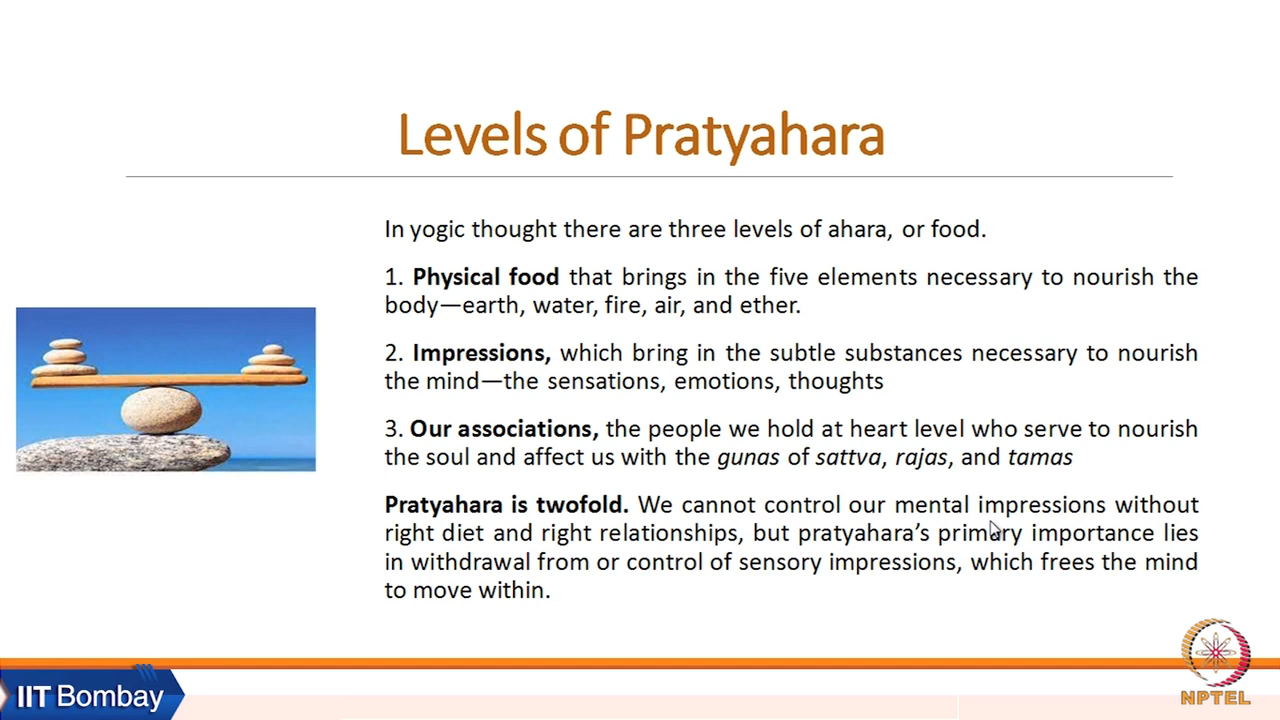 Levels of Pratyahara
In yogic thought there are three levels of ahara, or food.
1. Physical food that brings in the five elements necessary to nourish the
body—earth, water, fire, air, and ether.
2. Impressions, which bring in the subtle substances necessary to nourish
the mind—the sensations, emotions, thoughts
3. Our associations, the people we hold at heart level who serve to nourish
the soul and affect us with the gunas of sattva, rajas, and tamas
Pratyahara is twofold. We cannot control our mental impressions without
right diet and right relationships, but pratyahara’s primary importance lies
in withdrawal from or control of sensory impressions, which frees the mind
to move within.
IIT Bombay
NPTEL